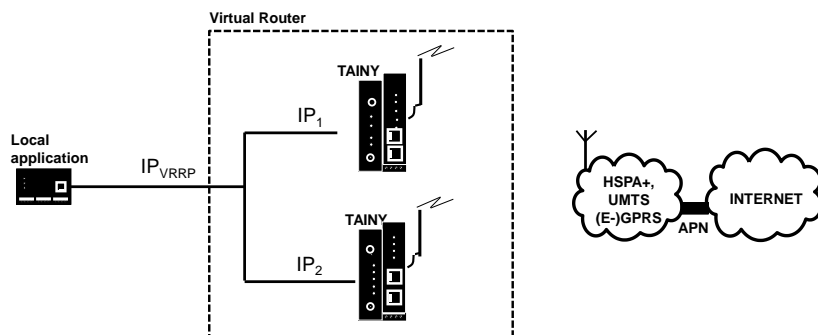 Virtual Router
TAINY
IP1
Local
application
IPVRRP
HSPA+,
UMTS
(E-)GPRS
INTERNET
APN
TAINY
IP2